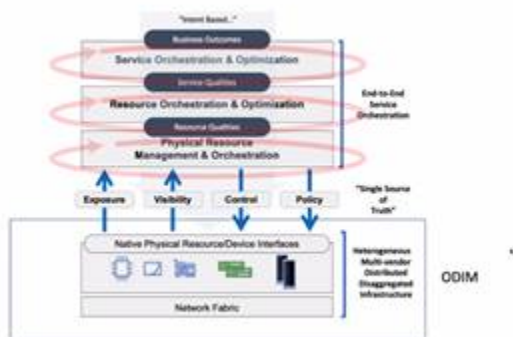 "Intent Based..."
Business Outcomes
Service Orchestration & Optimization
Service Qualities
Resource Orchestration & Optimization
Resource Qualities
Physical Resource
Management & Orchestration
End-to-End
Service
Orchestration
Exposure
Visibility
Control
Policy
"Single Source
of
Truth"
Native Physical Resource/Device Interfaces
Network Fabric
Heterogeneous
Multi-vendor
Distributed
Disaggregated
Infrastructure
ODIM